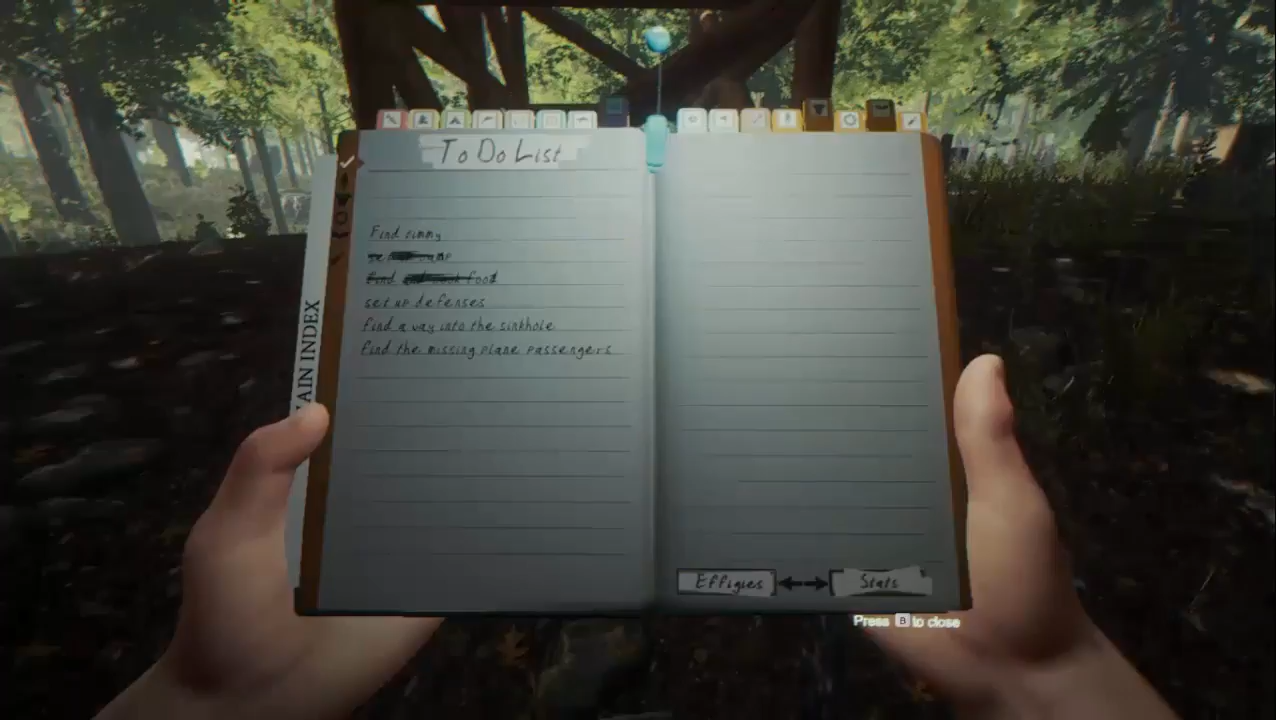 To Do List
Find timmy
find food
set up defenses
find a way into the sinkhole
find the missing plane passengers
AIN INDEX
Effigies
Stats
Press B to close